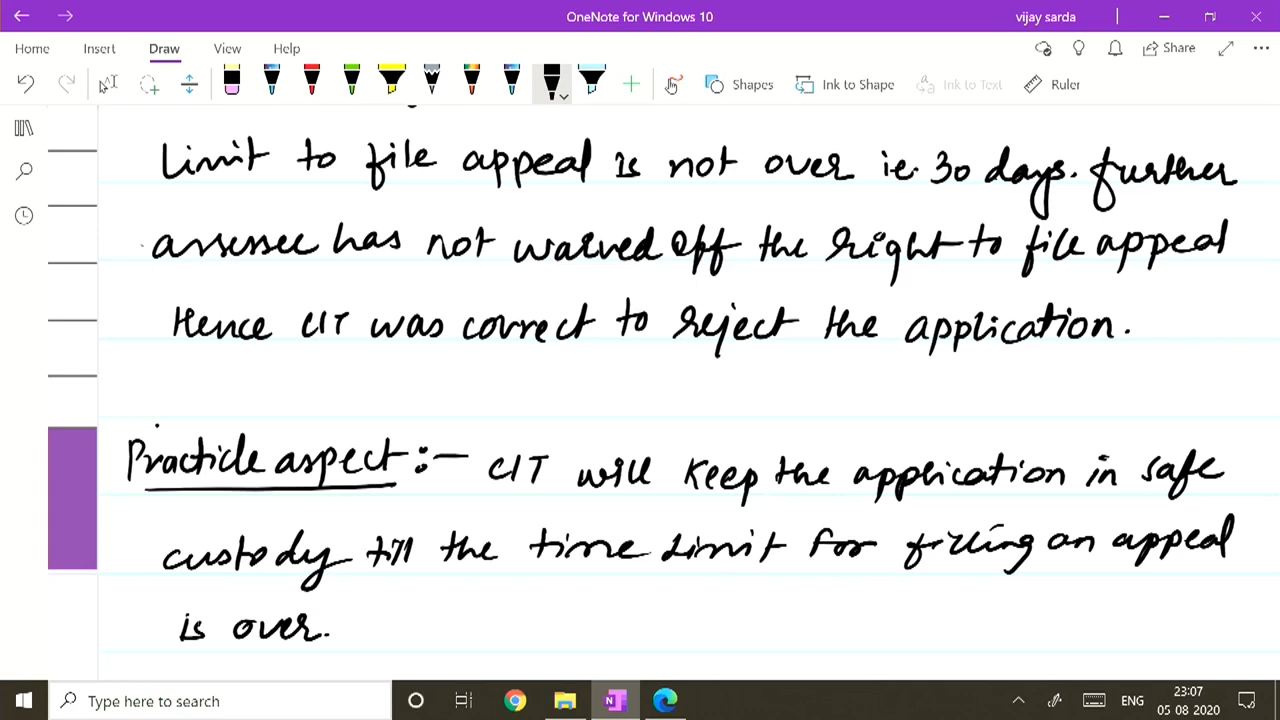 OneNote for Windows 10
vijay sarda
Home Insert Draw View Help
Share
Shapes Ink to Shape Ink to Text Ruler
Limit to file appeal is not over ie. 30 days. further
assessee has not waived off the right to file appeal
Hence CIT was correct to reject the application.
Practicle aspect :- CIT will keep the application in safe
custody till the time limit for filling an appeal
is over.
Type here to search
ENG
23:07
05-08-2020